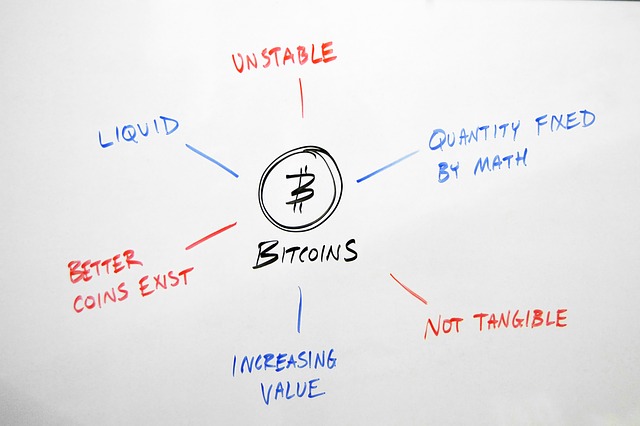 UNSTABLE
LIQUID
QUANTITY FIXED
BY MATH
₿
BITCOINS
BETTER
COINS EXIST
NOT TANGIBLE
INCREASING
VALUE